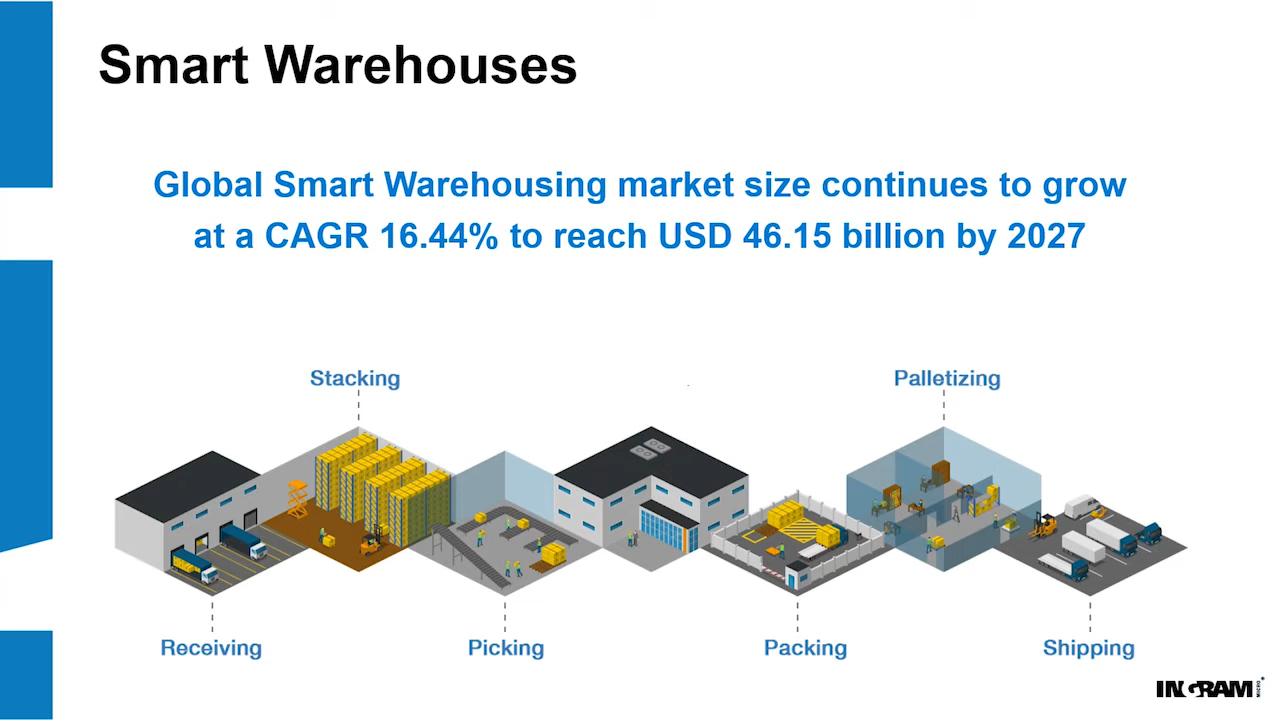 Smart Warehouses
Global Smart Warehousing market size continues to grow
at a CAGR 16.44% to reach USD 46.15 billion by 2027
Stacking
Palletizing
Receiving
Picking
Packing
Shipping
INGRAM MICRO®